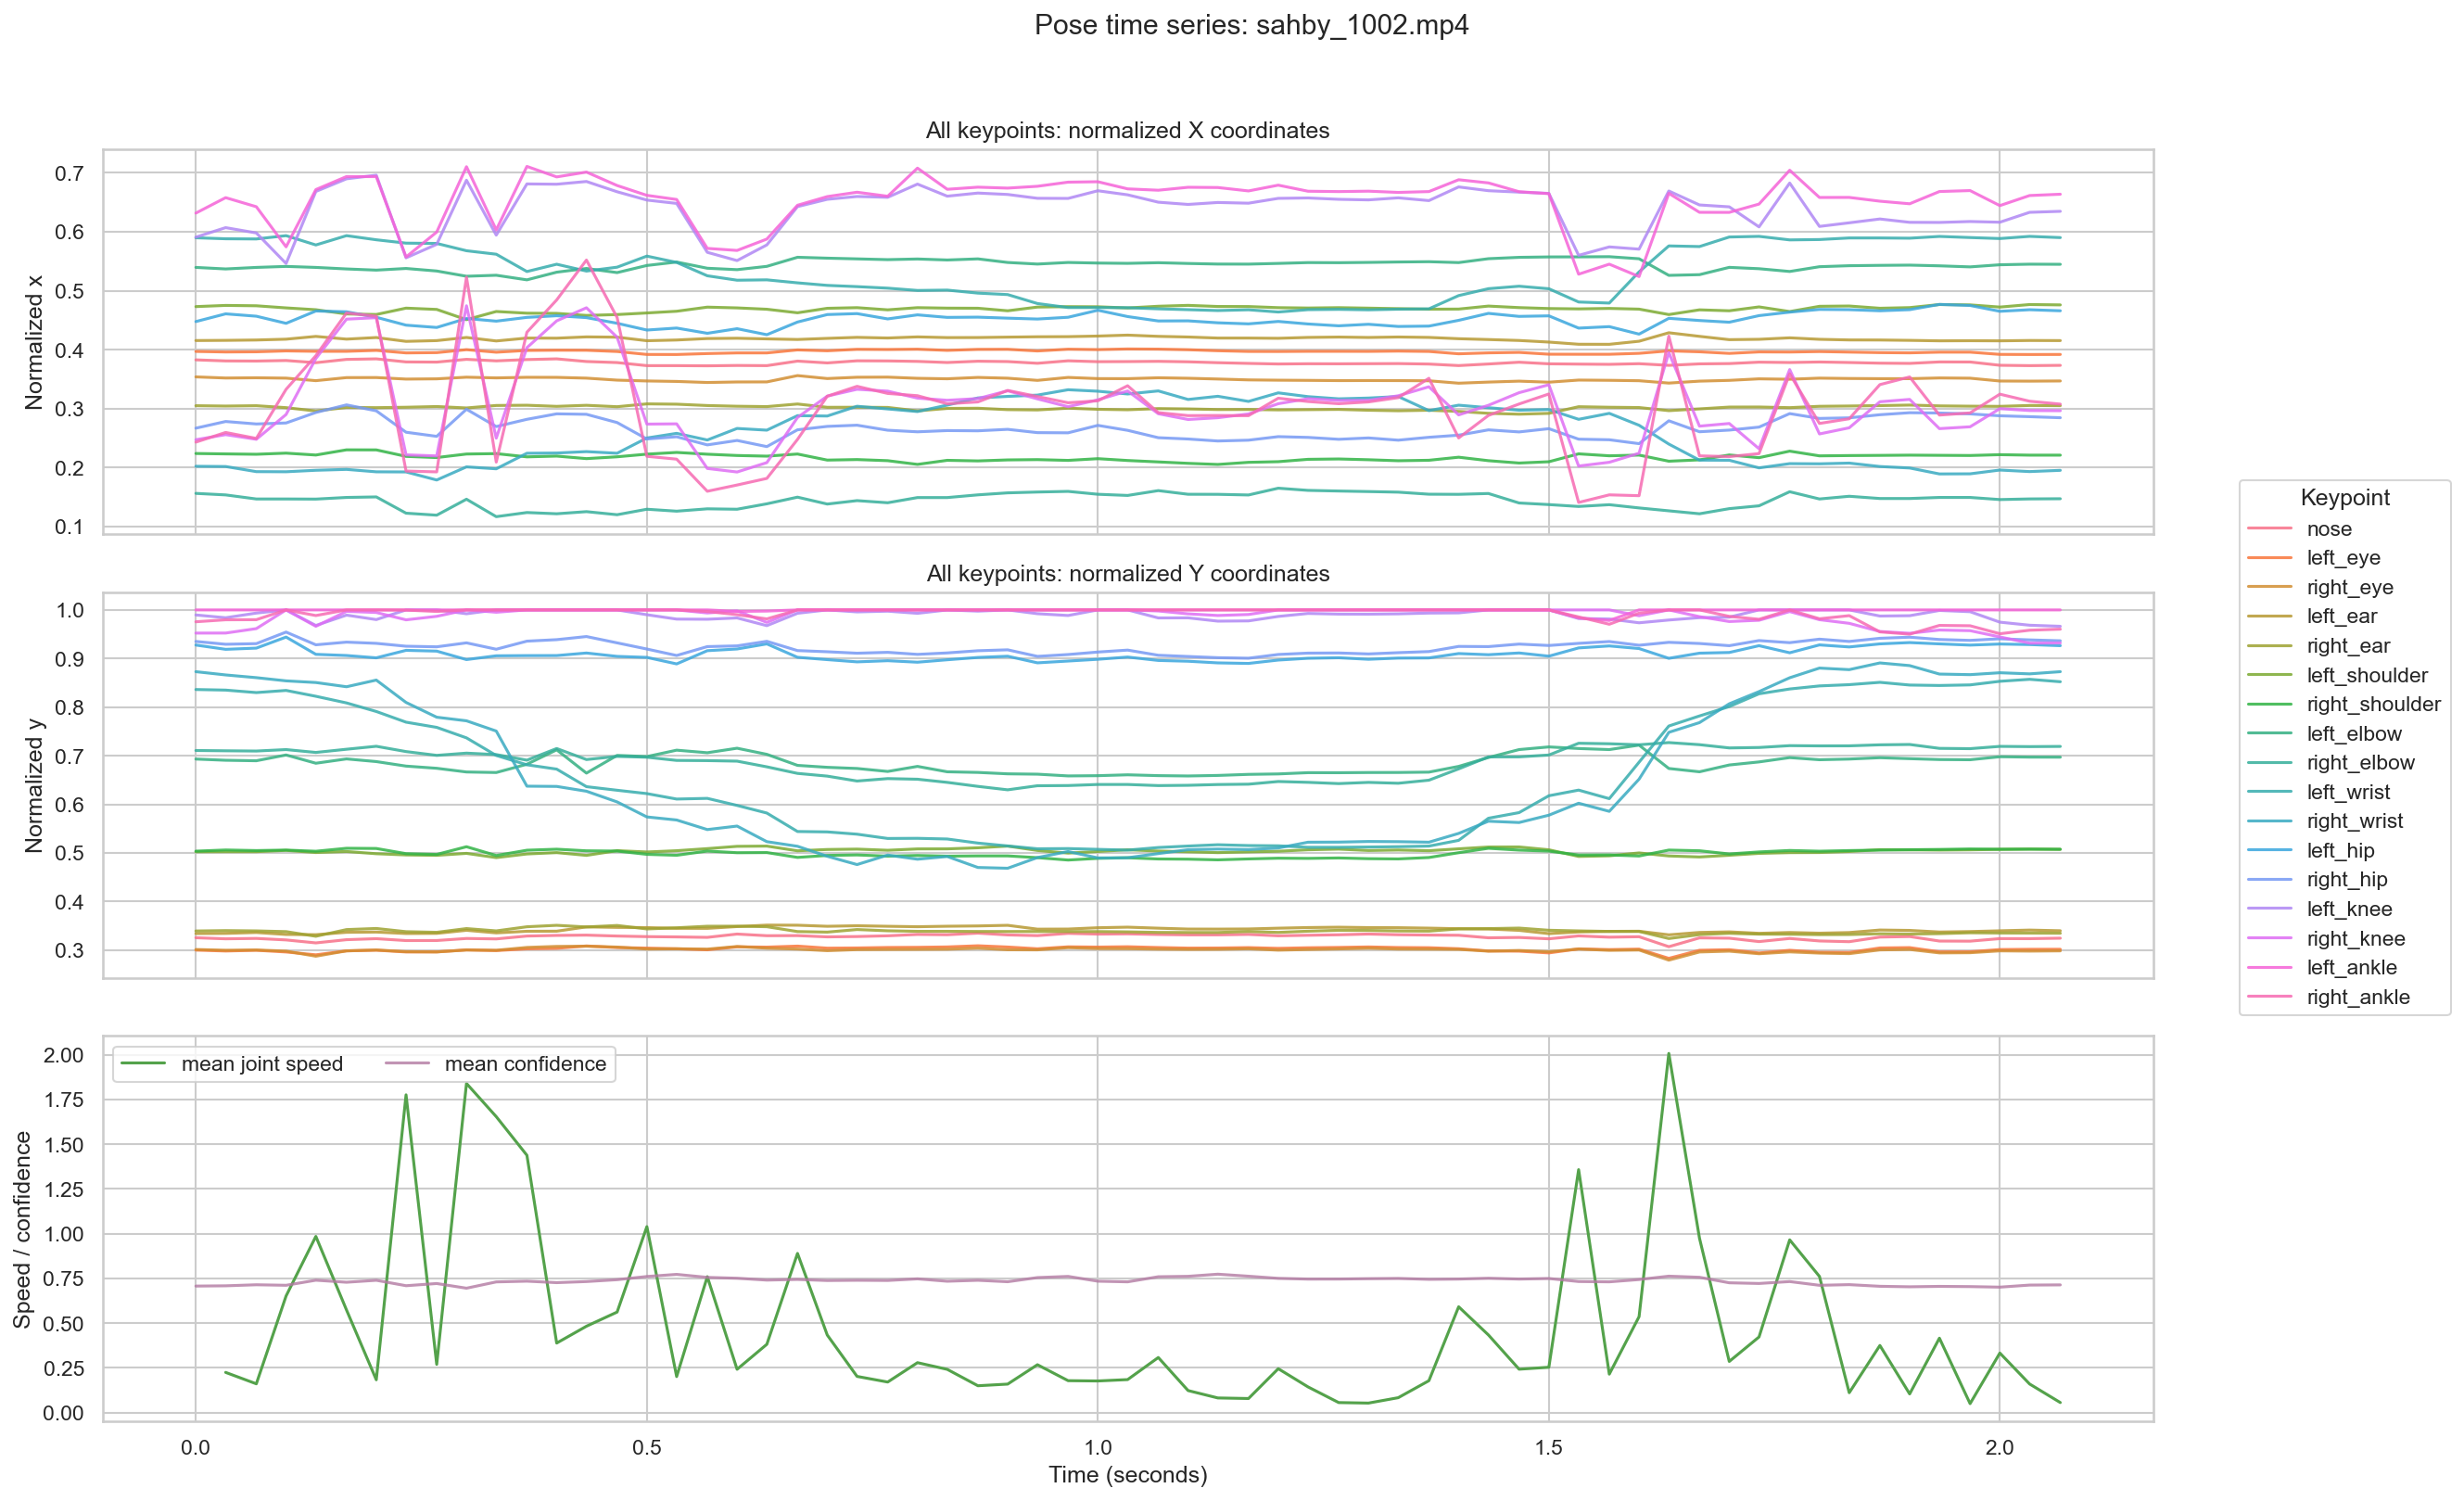 Pose time series: sahby_1002.mp4
All keypoints: normalized X coordinates
Normalized x
0.7
0.6
0.5
0.4
0.3
0.2
0.1
All keypoints: normalized Y coordinates
Normalized y
1.0
0.9
0.8
0.7
0.6
0.5
0.4
0.3
Keypoint
nose
left_eye
right_eye
left_ear
right_ear
left_shoulder
right_shoulder
left_elbow
right_elbow
left_wrist
right_wrist
left_hip
right_hip
left_knee
right_knee
left_ankle
right_ankle
mean joint speed mean confidence
Speed / confidence
2.00
1.75
1.50
1.25
1.00
0.75
0.50
0.25
0.00
0.0 0.5 1.0 1.5 2.0
Time (seconds)